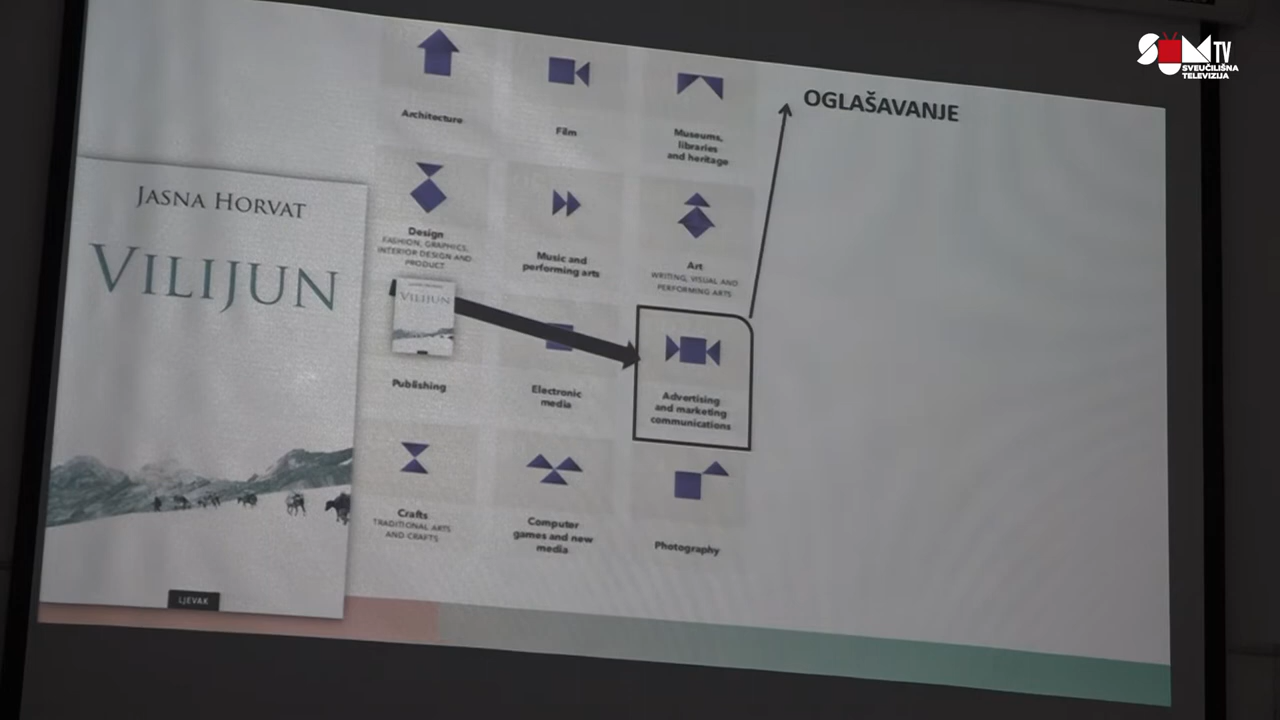 SUM TV
SVEUČILIŠNA
TELEVIZIJA
OGLAŠAVANJE
JASNA HORVAT
VILIJUN
LJEVAK
Architecture
Film
Museums,
libraries
and heritage
Design
FASHION, GRAPHICS,
INTERIOR DESIGN AND
PRODUCT
Music and
performing arts
Art
WRITING, VISUAL AND
PERFORMING ARTS
VILIJUN
Publishing
Electronic
media
Advertising
and marketing
communications
Crafts
TRADITIONAL ARTS
AND CRAFTS
Computer
games and new
media
Photography